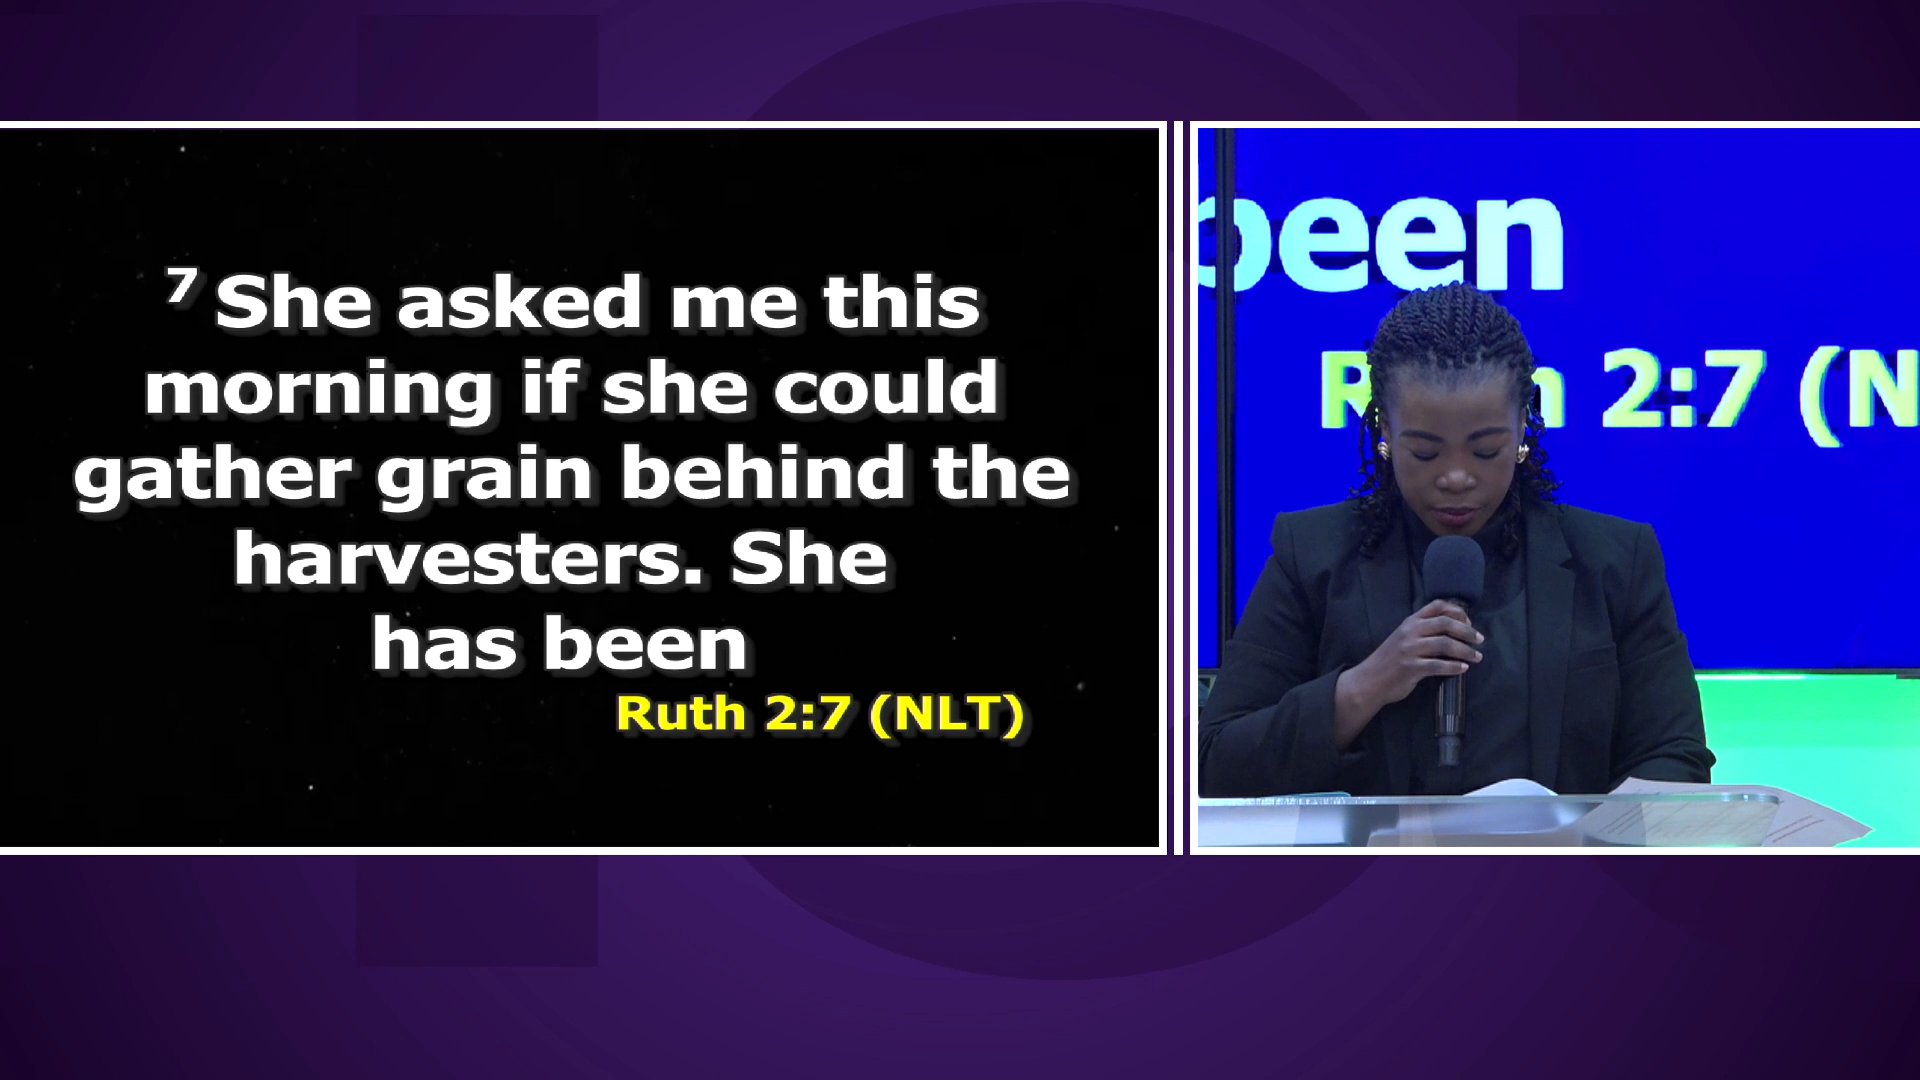 7 She asked me this
morning if she could
gather grain behind the
harvesters. She
has been
Ruth 2:7 (NLT)
been
2:7 (N